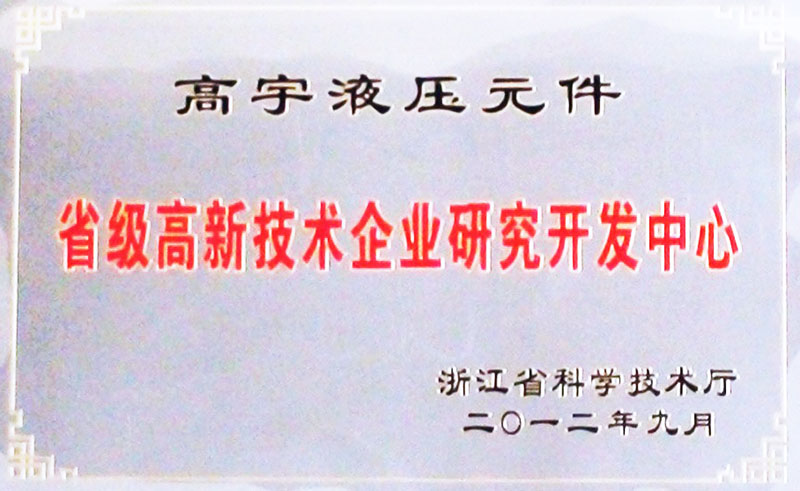 高宇液压元件
省级高新技术企业研究开发中心
浙江省科学技术厅
二〇一二年九月